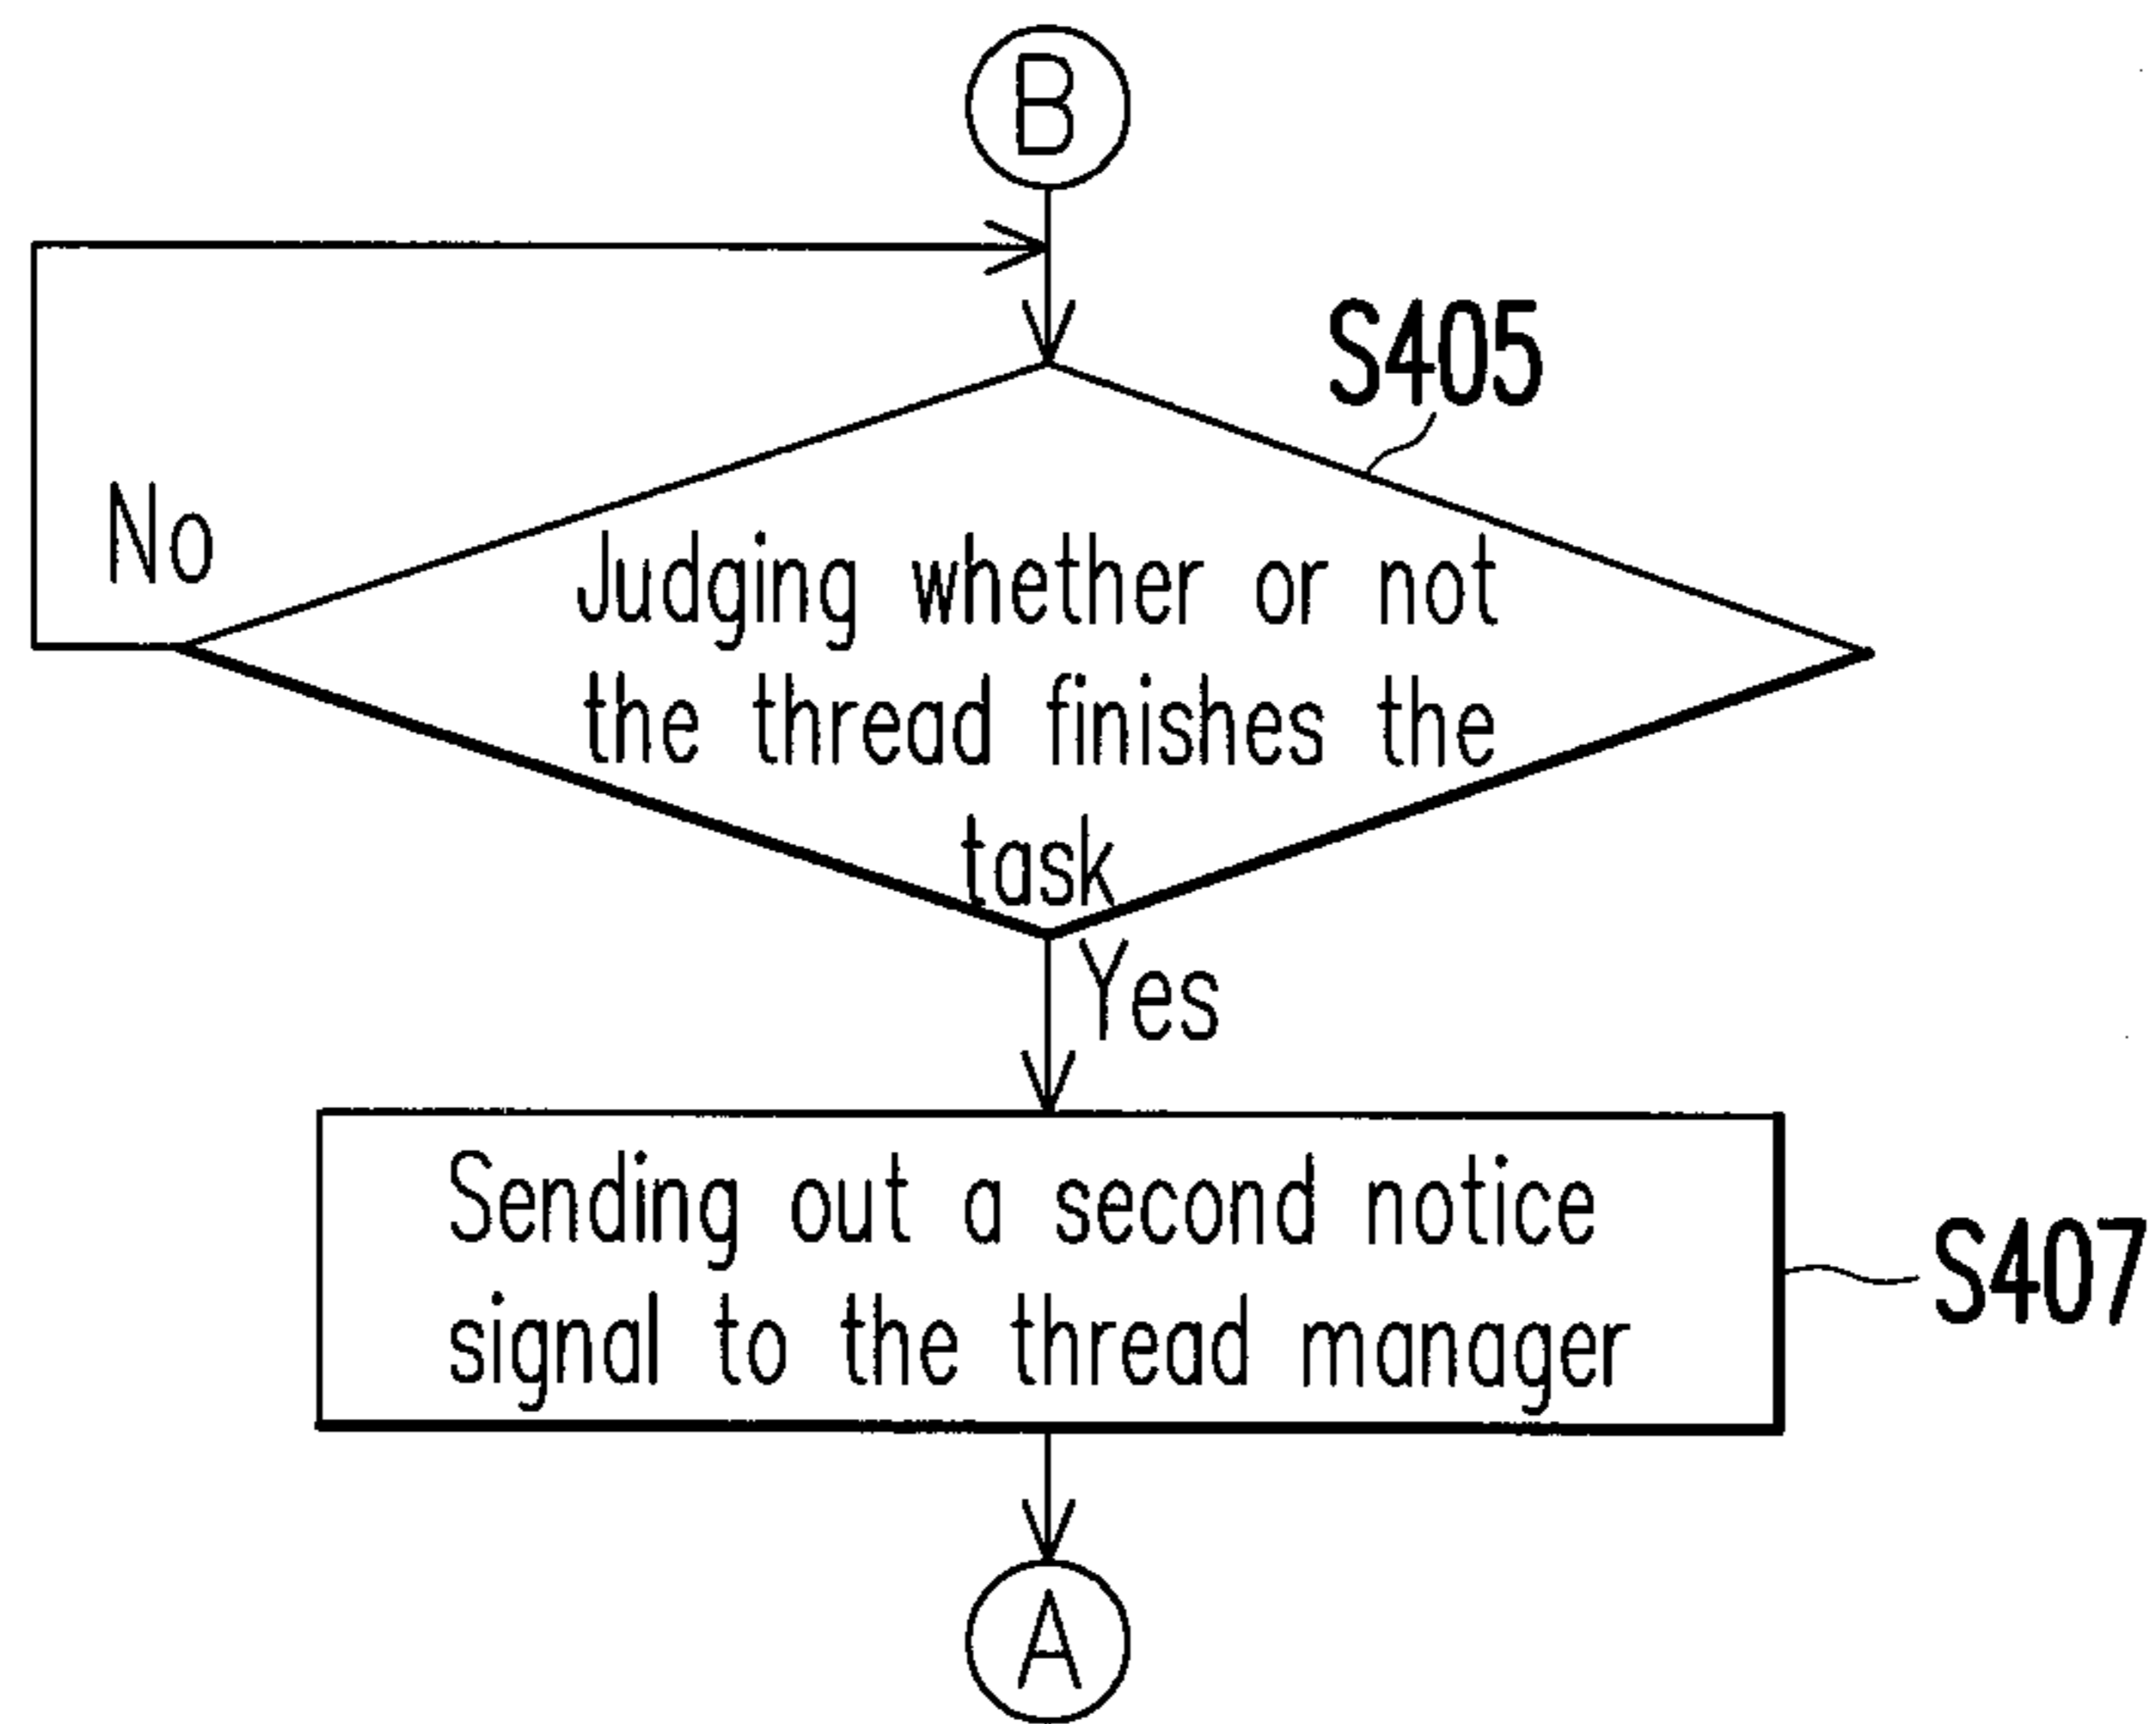 B
S405
No
Judging whether or not
the thread finishes the
task
Yes
Sending out a second notice
signal to the thread manager
S407
A